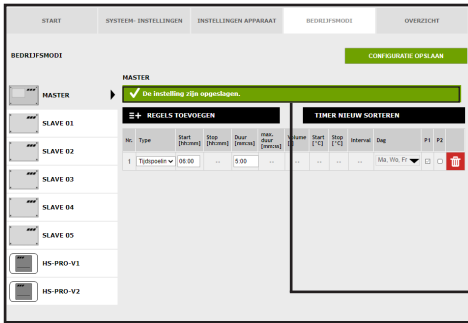 START SYSTEEM- INSTELLINGEN INSTELLINGEN APPARAAT BEDRIJFSMODI OVERZICHT
BEDRIJFSMODI
CONFIGURATIE OPSLAAN
MASTER
MASTER
De instelling zijn opgeslagen.
REGELS TOEVOEGEN
TIMER NIEUW SORTEREN
Nr. Type Start [hh:mm] Stop [hh:mm] Duur [mm:ss] max. duur [mm:ss] Volume Start [°C] Stop [°C] Interval Dag P1 P2
1 Tijdspoelin 06:00 -- 5:00 -- -- -- -- -- Ma, Wo, Fr
SLAVE 01
SLAVE 02
SLAVE 03
SLAVE 04
SLAVE 05
HS-PRO-V1
HS-PRO-V2